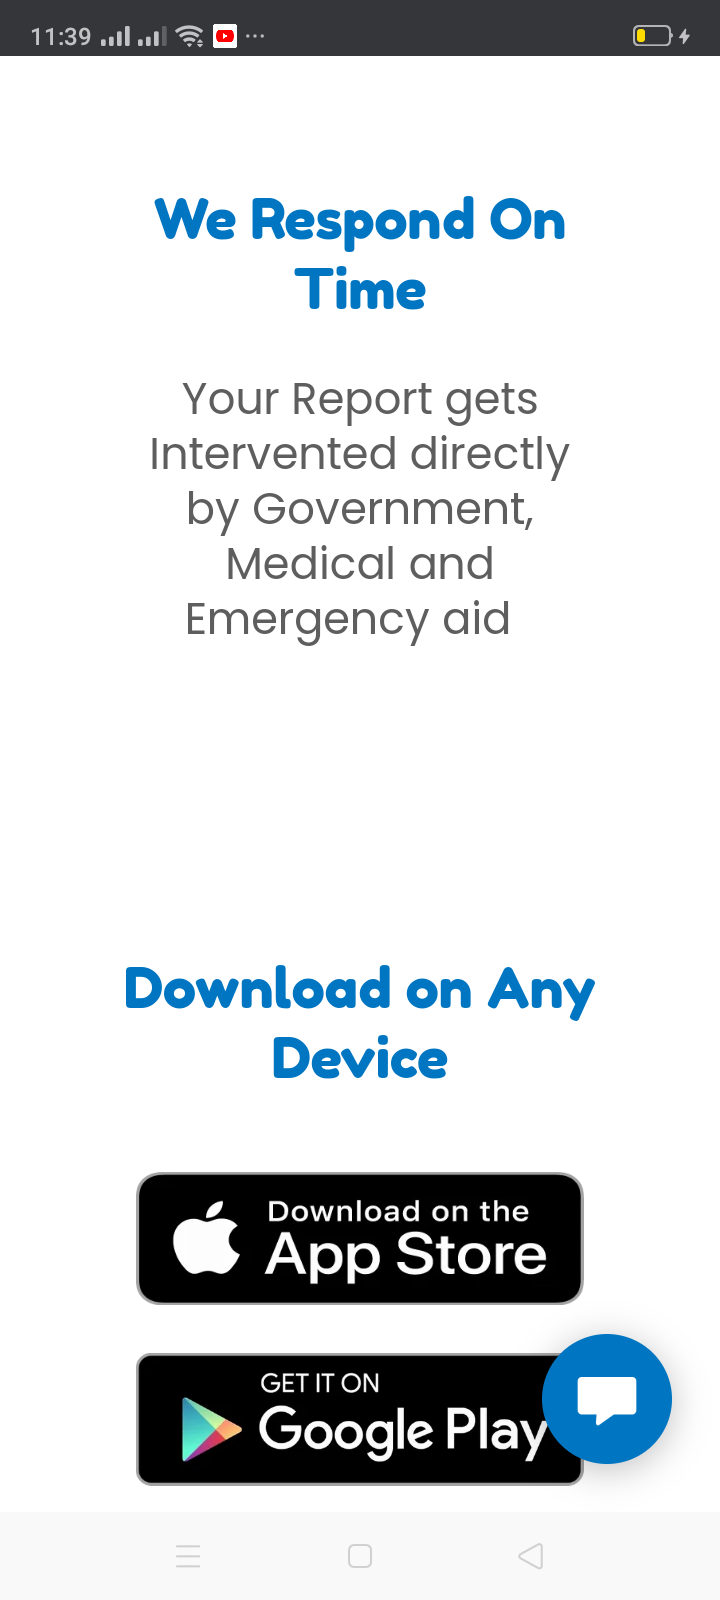 11:39
We Respond On
Time
Your Report gets
Intervented directly
by Government,
Medical and
Emergency aid
Download on Any
Device
Download on the
App Store
GET IT ON
Google Play